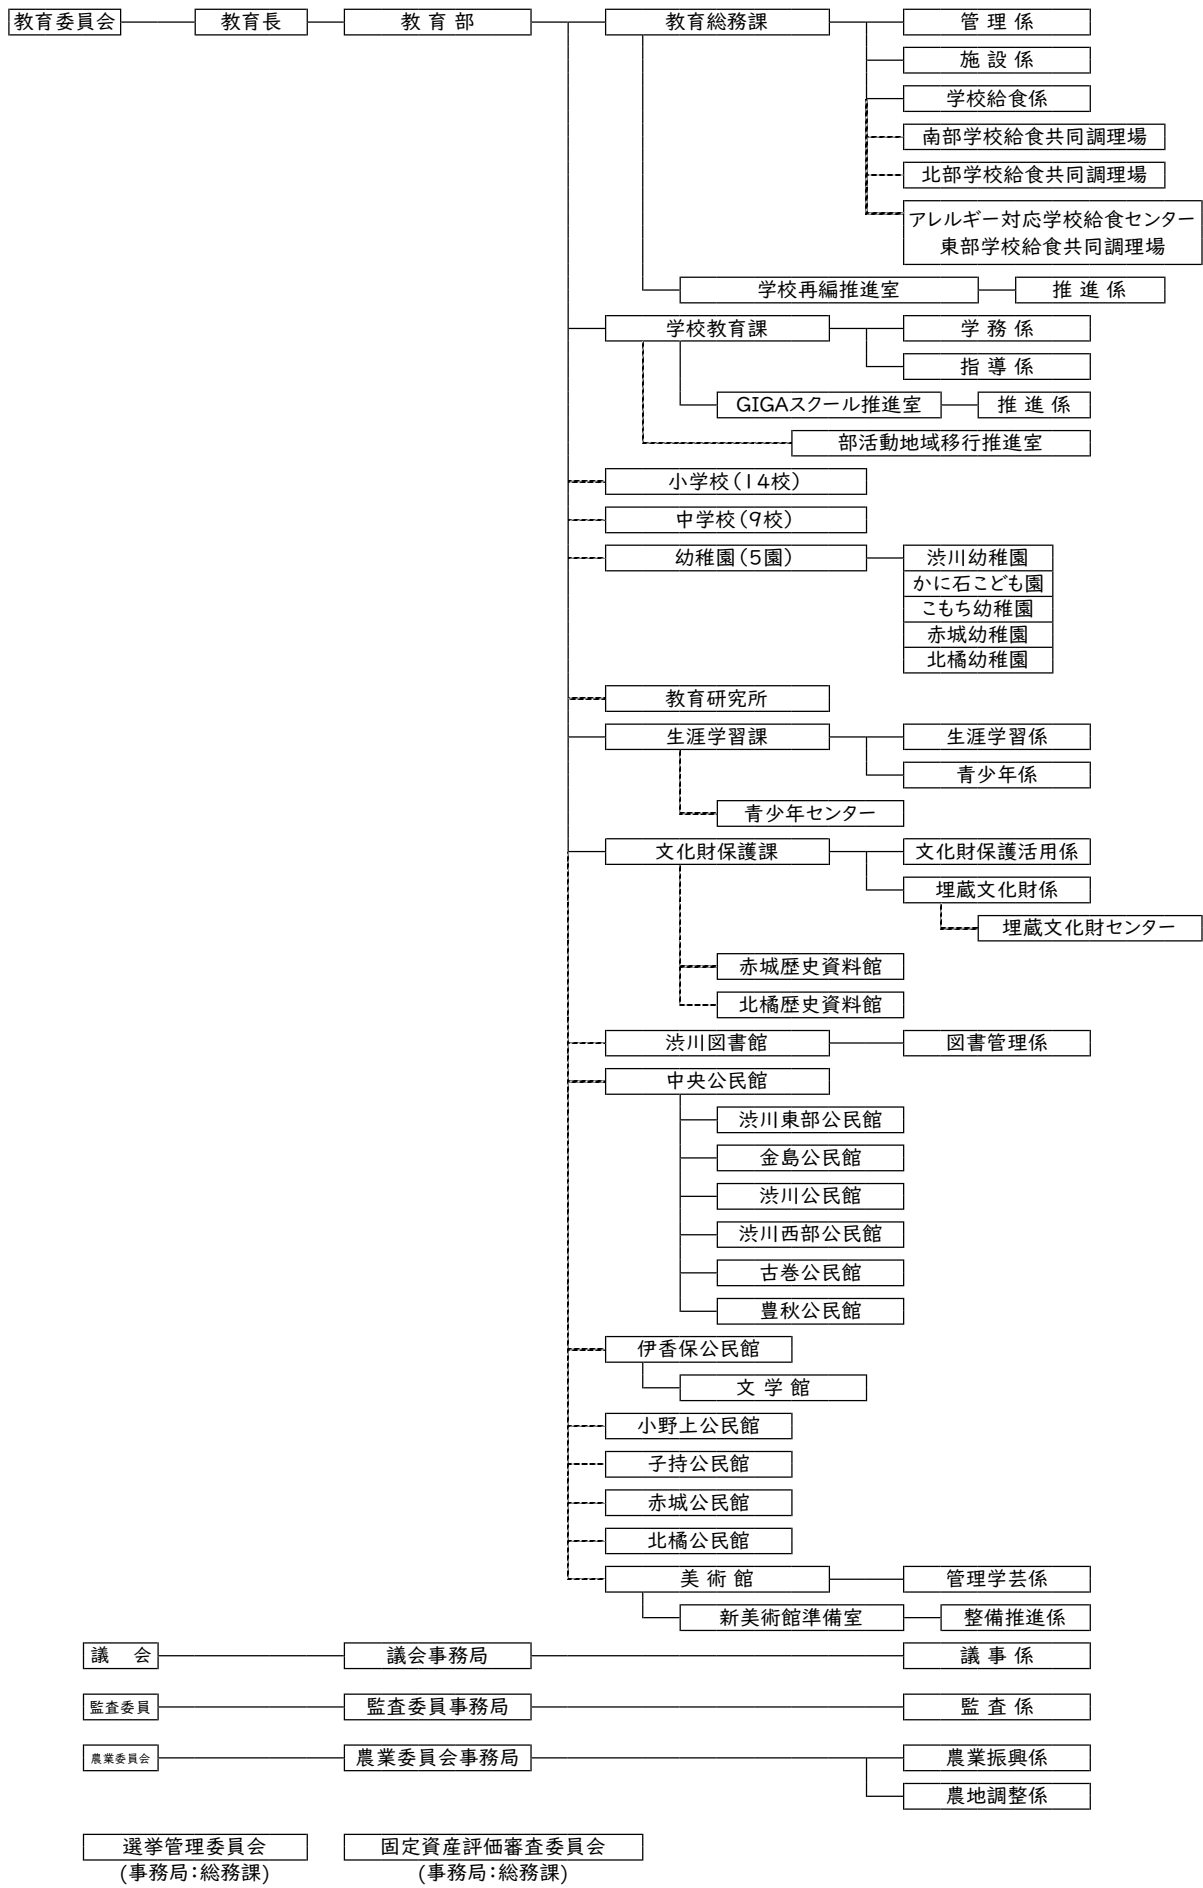 教育委員会 教育長 教 育 部 教育総務課 管 理 係
施 設 係
学校給食係
南部学校給食共同調理場
北部学校給食共同調理場
アレルギー対応学校給食センター
東部学校給食共同調理場
学校再編推進室 推 進 係
学校教育課 学 務 係
指 導 係
GIGAスクール推進室 推 進 係
部活動地域移行推進室
小学校(14校)
中学校(9校)
幼稚園(5園) 渋川幼稚園
かに石こども園
こもち幼稚園
赤城幼稚園
北橘幼稚園
教育研究所
生涯学習課 生涯学習係
青少年係
青少年センター
文化財保護課 文化財保護活用係
埋蔵文化財係
埋蔵文化財センター
赤城歴史資料館
北橘歴史資料館
渋川図書館 図書管理係
中央公民館
渋川東部公民館
金島公民館
渋川公民館
渋川西部公民館
古巻公民館
豊秋公民館
伊香保公民館
文 学 館
小野上公民館
子持公民館
赤城公民館
北橘公民館
美 術 館 管理学芸係
新美術館準備室 整備推進係
議 会 議会事務局 議 事 係
監査委員 監査委員事務局 監 査 係
農業委員会 農業委員会事務局 農業振興係
農地調整係
選挙管理委員会 固定資産評価審査委員会
(事務局:総務課) (事務局:総務課)